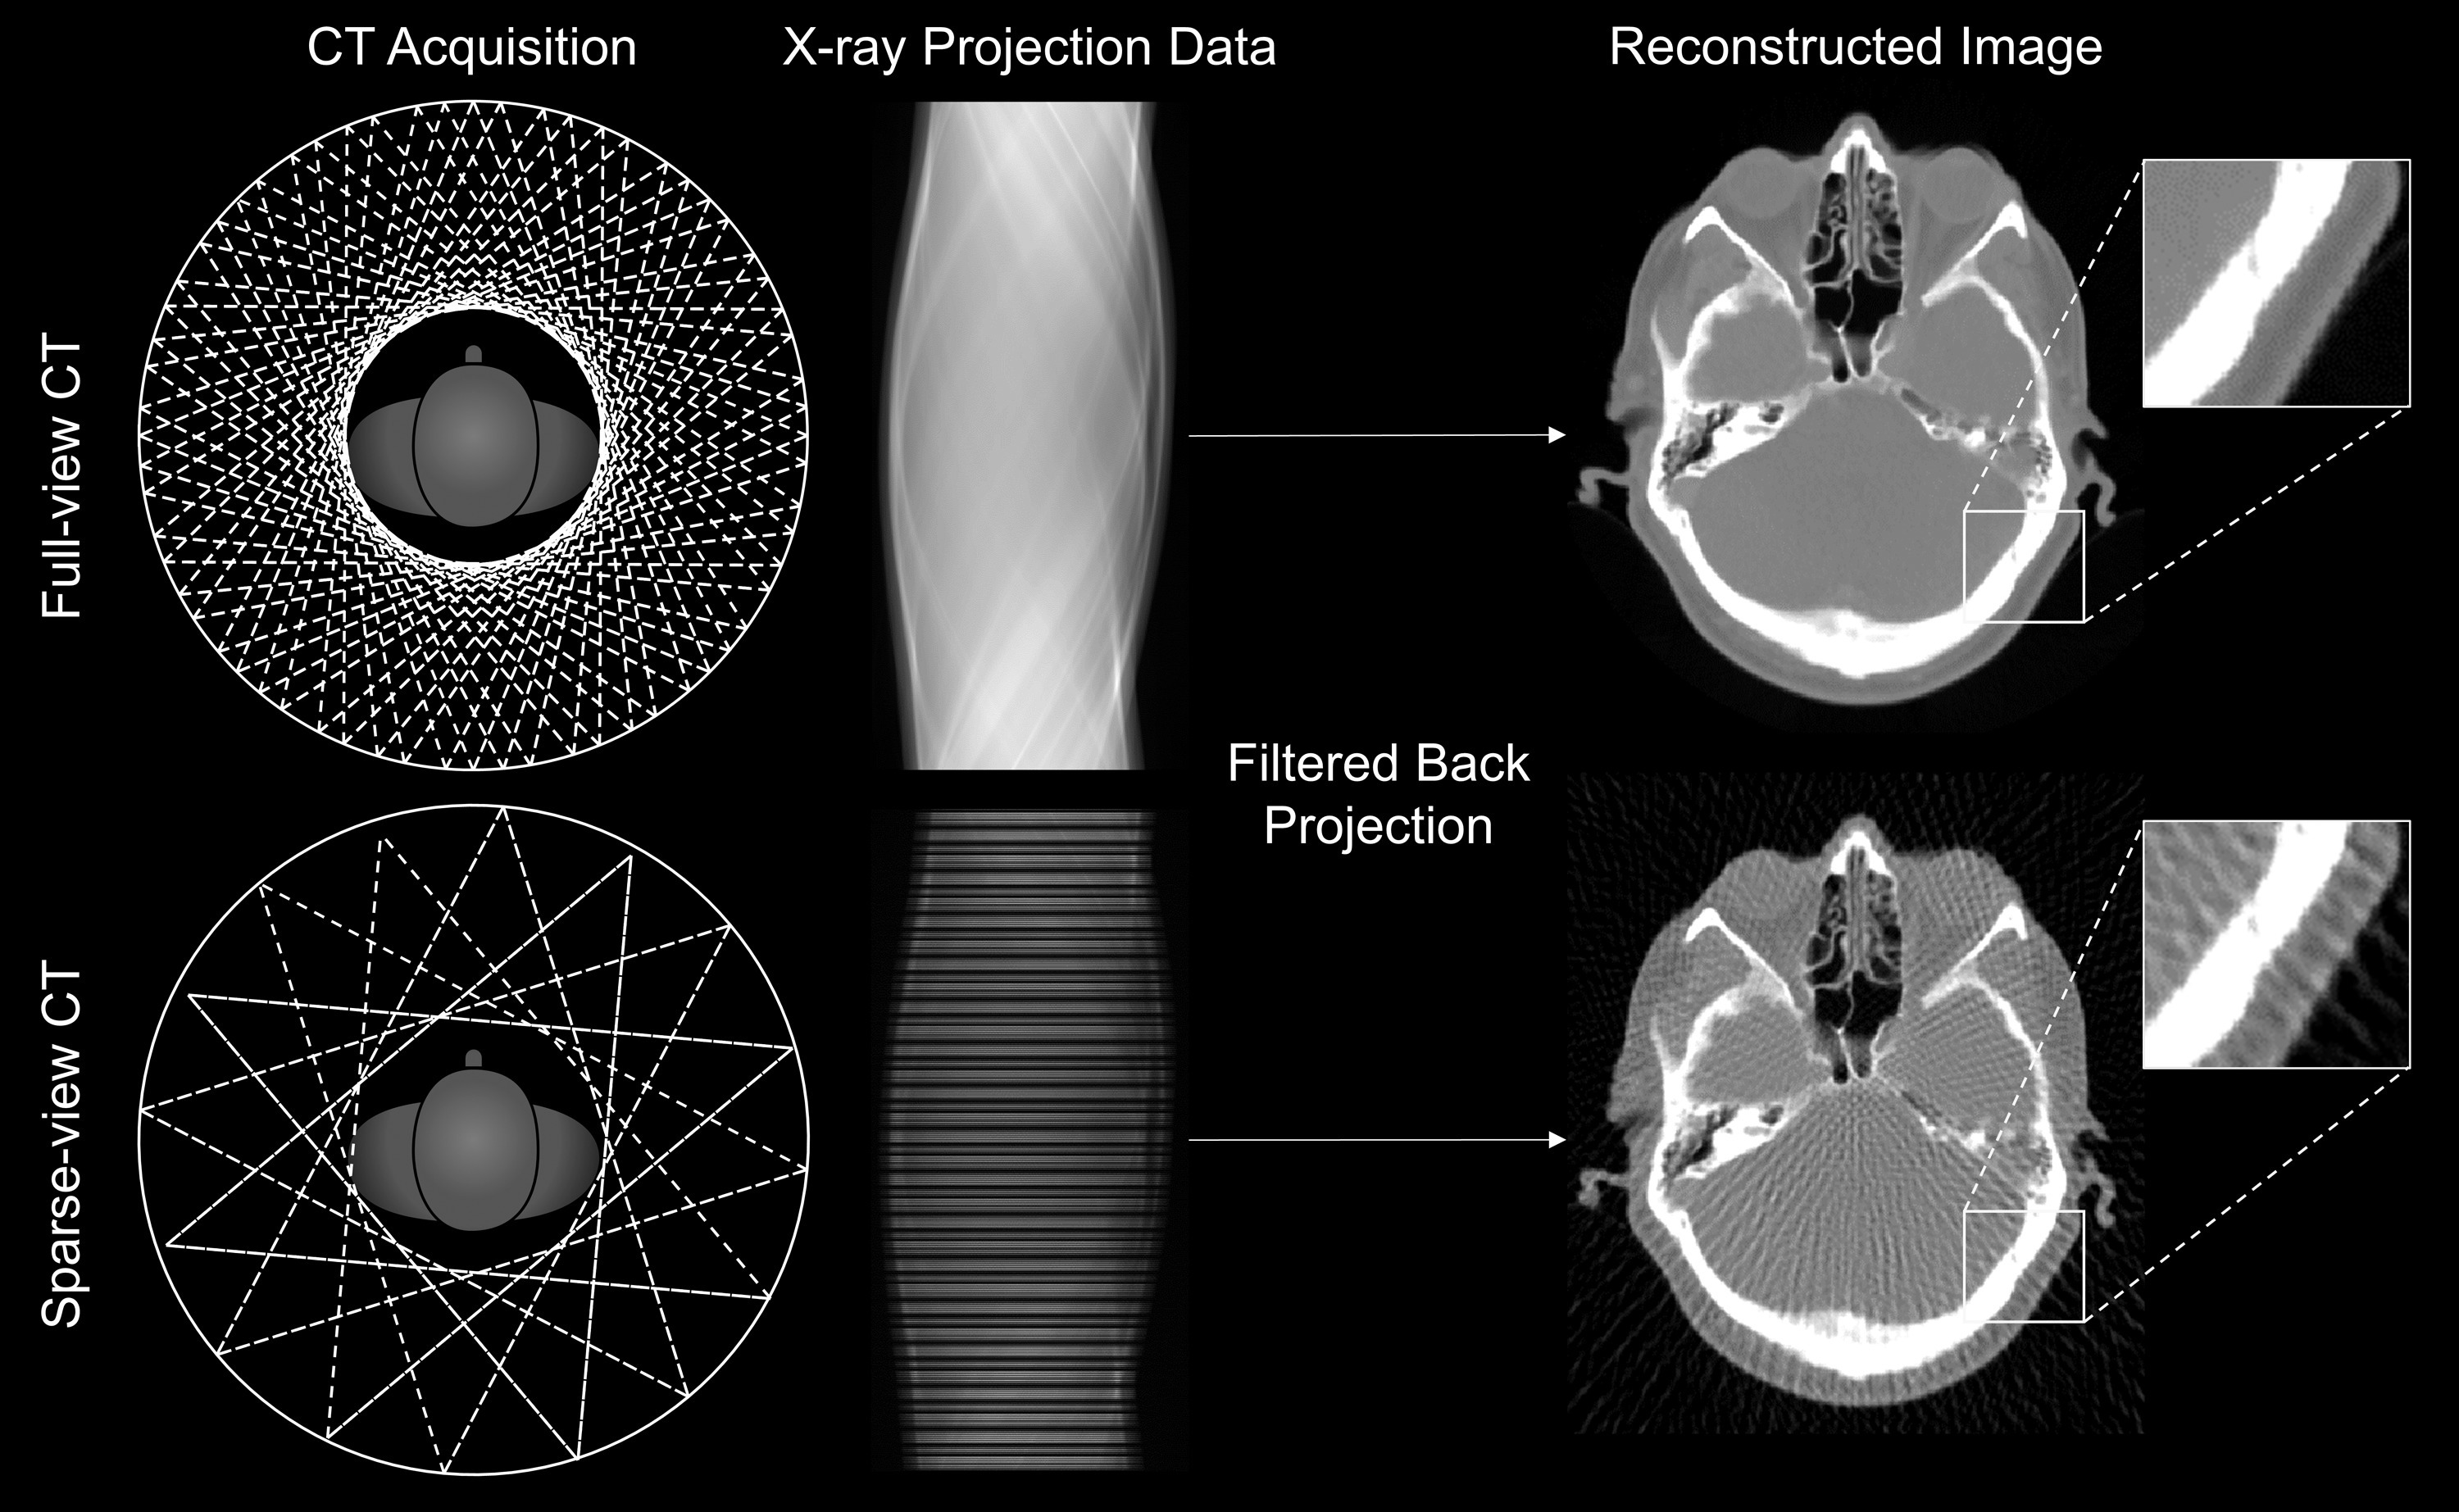 CT Acquisition
X-ray Projection Data
Reconstructed Image
Full-view CT
Filtered Back
Projection
Sparse-view CT